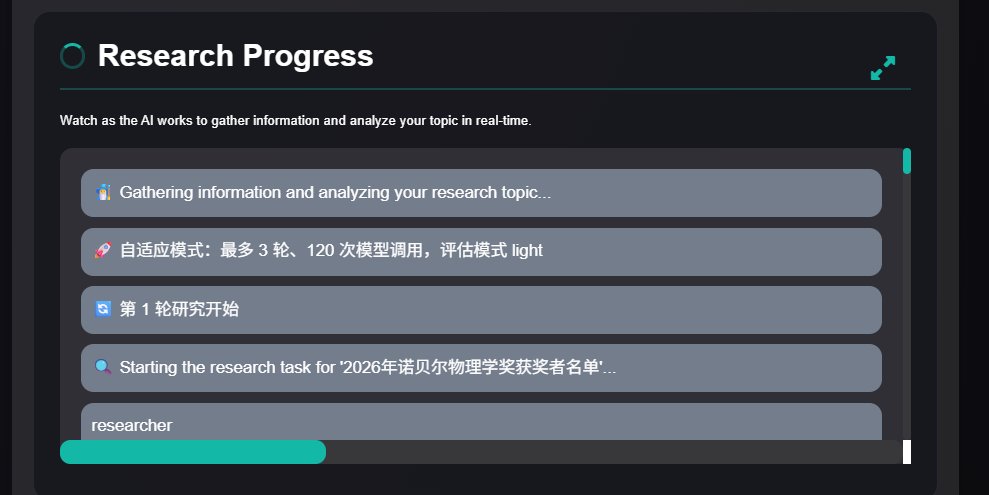 Research Progress
Watch as the AI works to gather information and analyze your topic in real-time.
Gathering information and analyzing your research topic...
自适应模式：最多 3 轮、120 次模型调用，评估模式 light
第 1 轮研究开始
Starting the research task for '2026年诺贝尔物理学奖获奖者名单'...
researcher